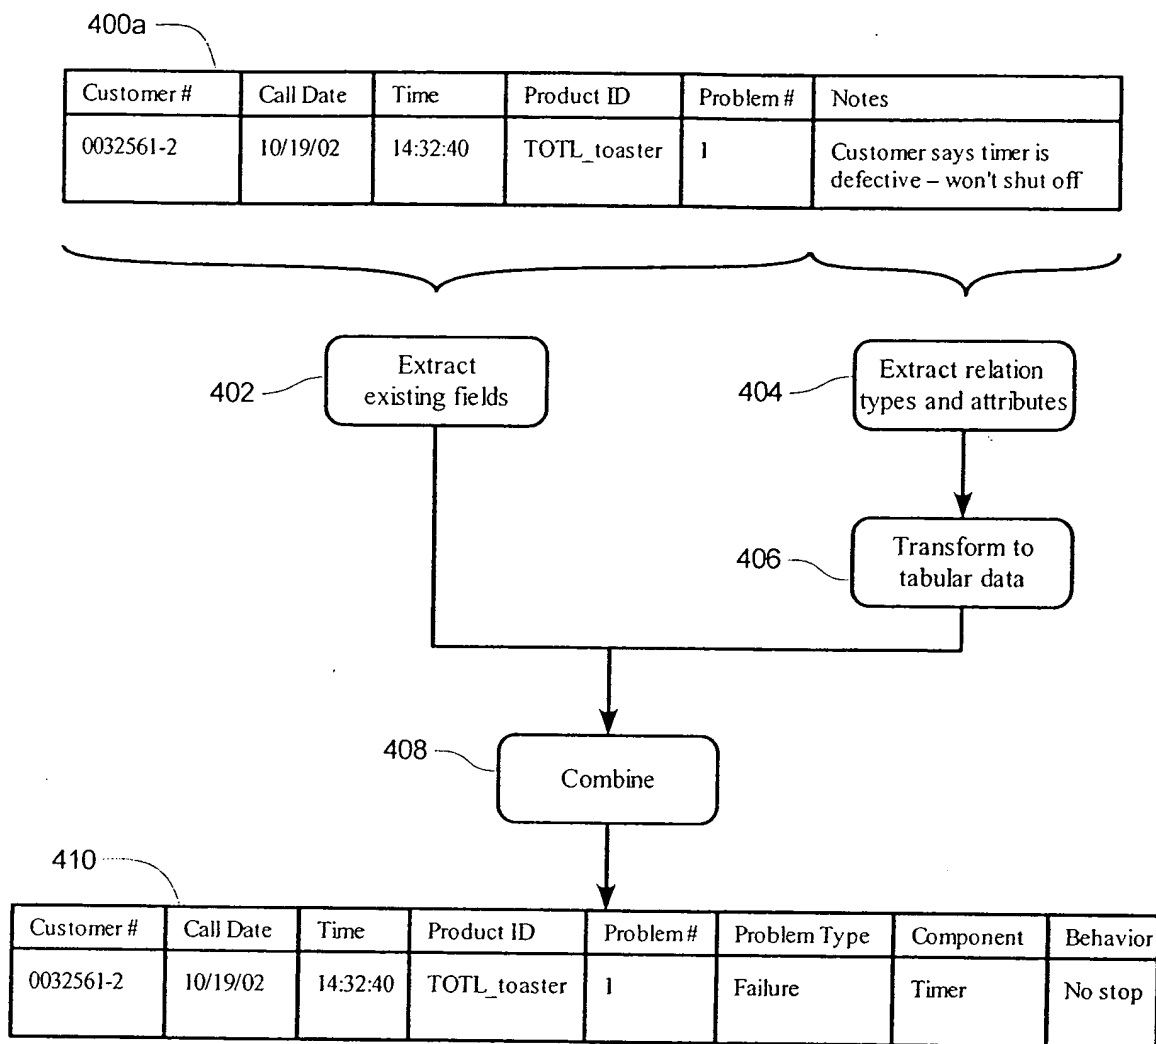 400a
Customer # Call Date Time Product ID Problem # Notes
0032561-2 10/19/02 14:32:40 TOTL_toaster 1 Customer says timer is
defective – won't shut off
402
Extract
existing fields
404
Extract relation
types and attributes
406
Transform to
tabular data
408
Combine
410
Customer # Call Date Time Product ID Problem # Problem Type Component Behavior
0032561-2 10/19/02 14:32:40 TOTL_toaster 1 Failure Timer No stop